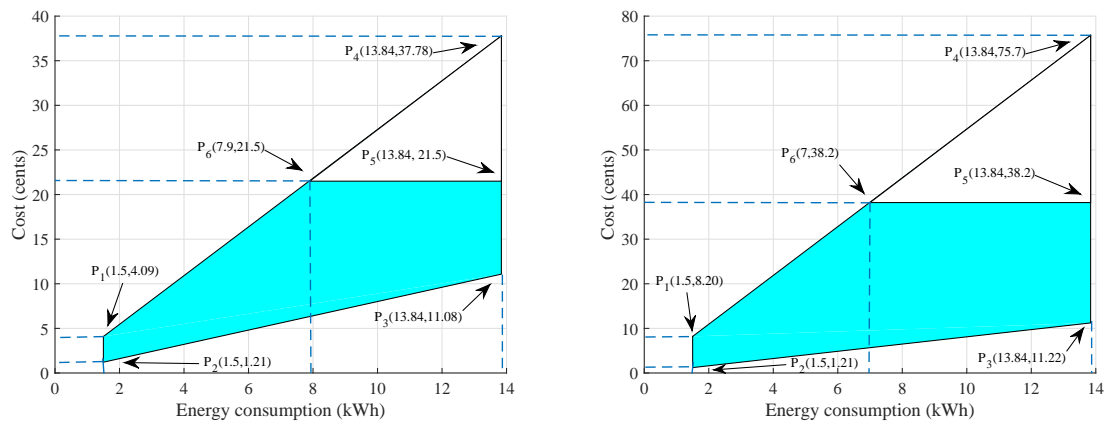 40
35
30
25
20
15
10
5
0
Cost (cents)
P4(13.84,37.78)
P6(7.9,21.5)
P5(13.84, 21.5)
P1(1.5,4.09)
P3(13.84,11.08)
P2(1.5,1.21)
0 2 4 6 8 10 12 14
Energy consumption (kWh)
80
70
60
50
40
30
20
10
0
Cost (cents)
P4(13.84,75.7)
P6(7,38.2)
P5(13.84,38.2)
P1(1.5,8.20)
P3(13.84,11.22)
P2(1.5,1.21)
0 2 4 6 8 10 12 14
Energy consumption (kWh)